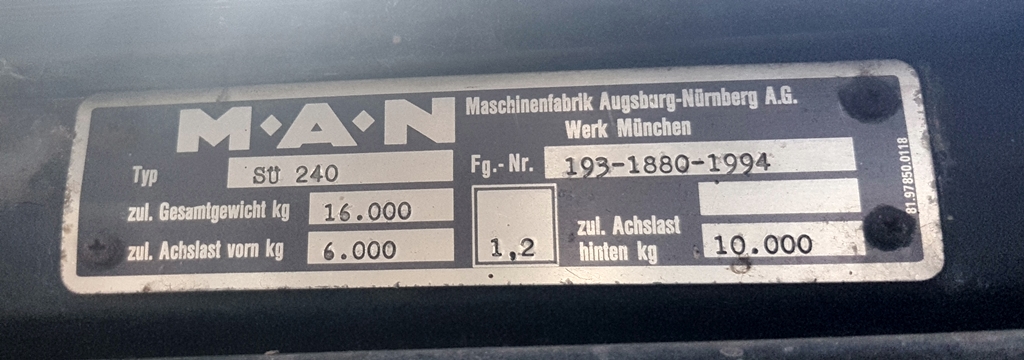 M·A·N Maschinenfabrik Augsburg-Nürnberg A.G.
Werk München
Typ SÜ 240 Fg.-Nr. 193-1880-1994
zul. Gesamtgewicht kg 16.000
zul. Achslast vorn kg 6.000 1,2 zul. Achslast hinten kg 10.000
81.97850.0118